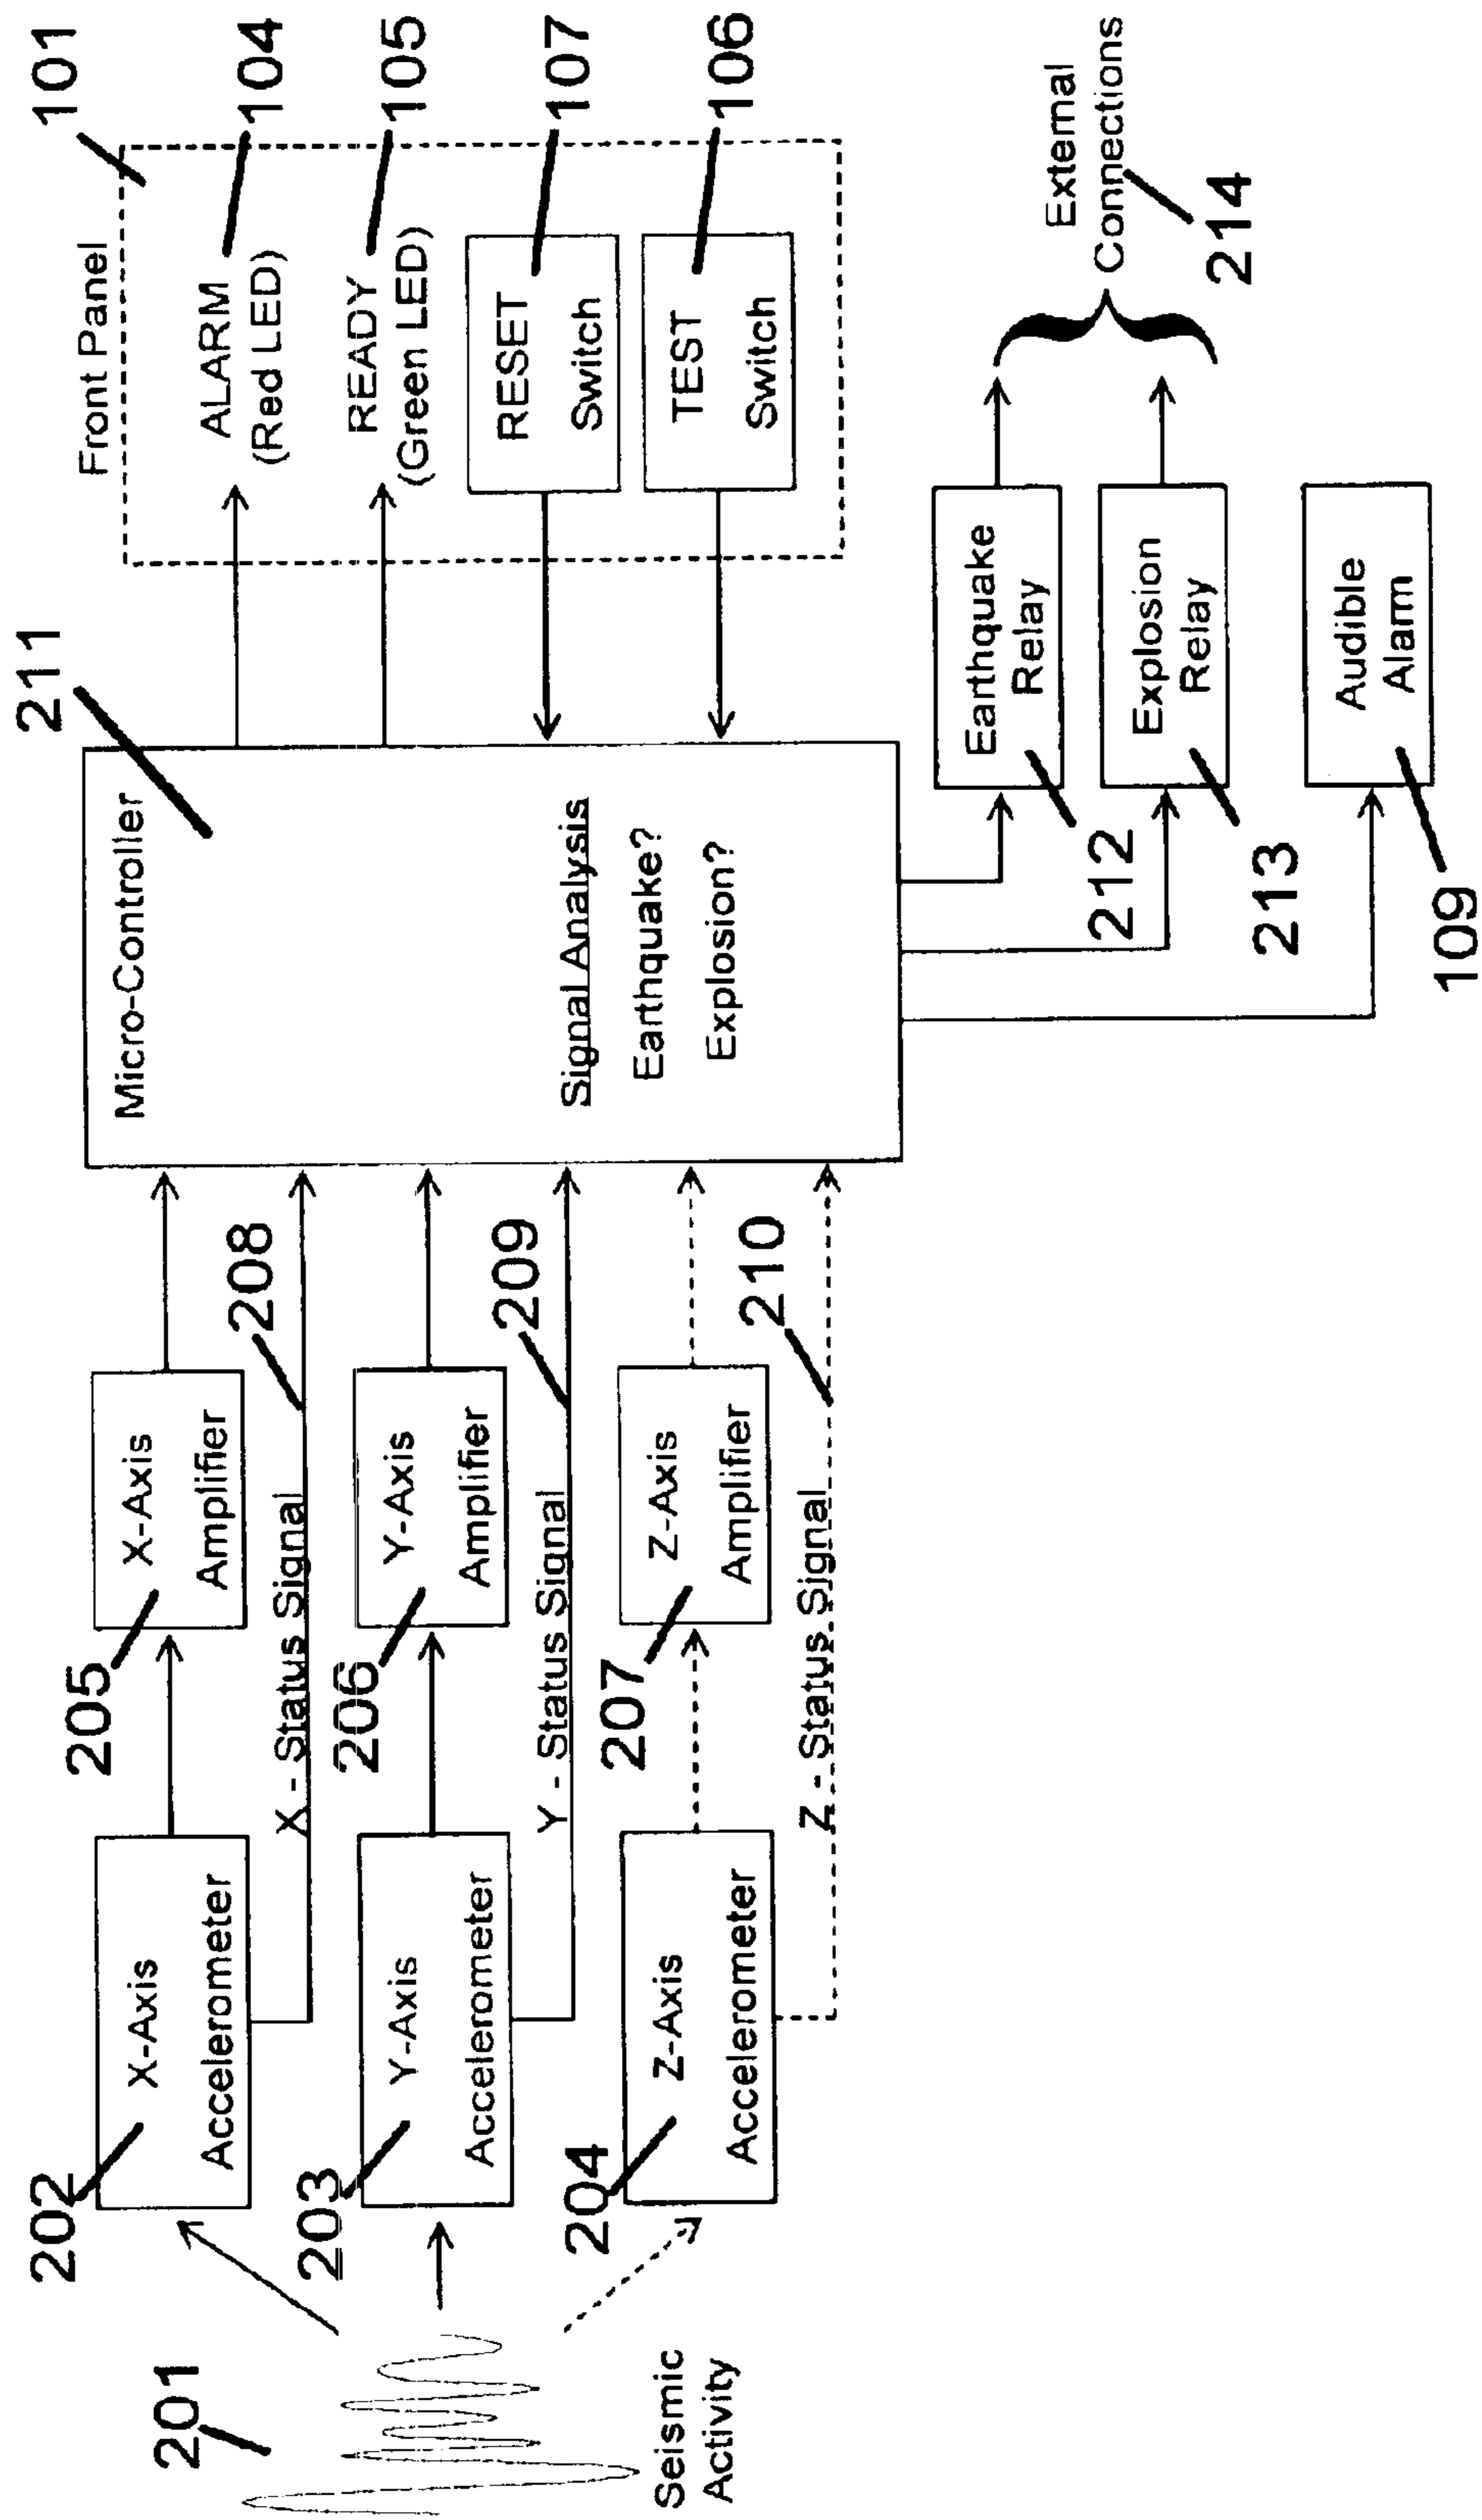 201
Seismic
Activity
202
X-Axis
Accelerometer
203
Y-Axis
Accelerometer
204
Z-Axis
Accelerometer
205
X-Axis
Amplifier
X - Status Signal
208
206
Y-Axis
Amplifier
Y - Status Signal
209
207
Z-Axis
Amplifier
Z - Status Signal
210
211
Micro-Controller
Signal Analysis
Earthquake?
Explosion?
Front Panel
101
ALARM
(Red LED)
104
READY
(Green LED)
105
RESET
Switch
107
TEST
Switch
106
Earthquake
Relay
212
Explosion
Relay
213
Audible
Alarm
109
External
Connections
214